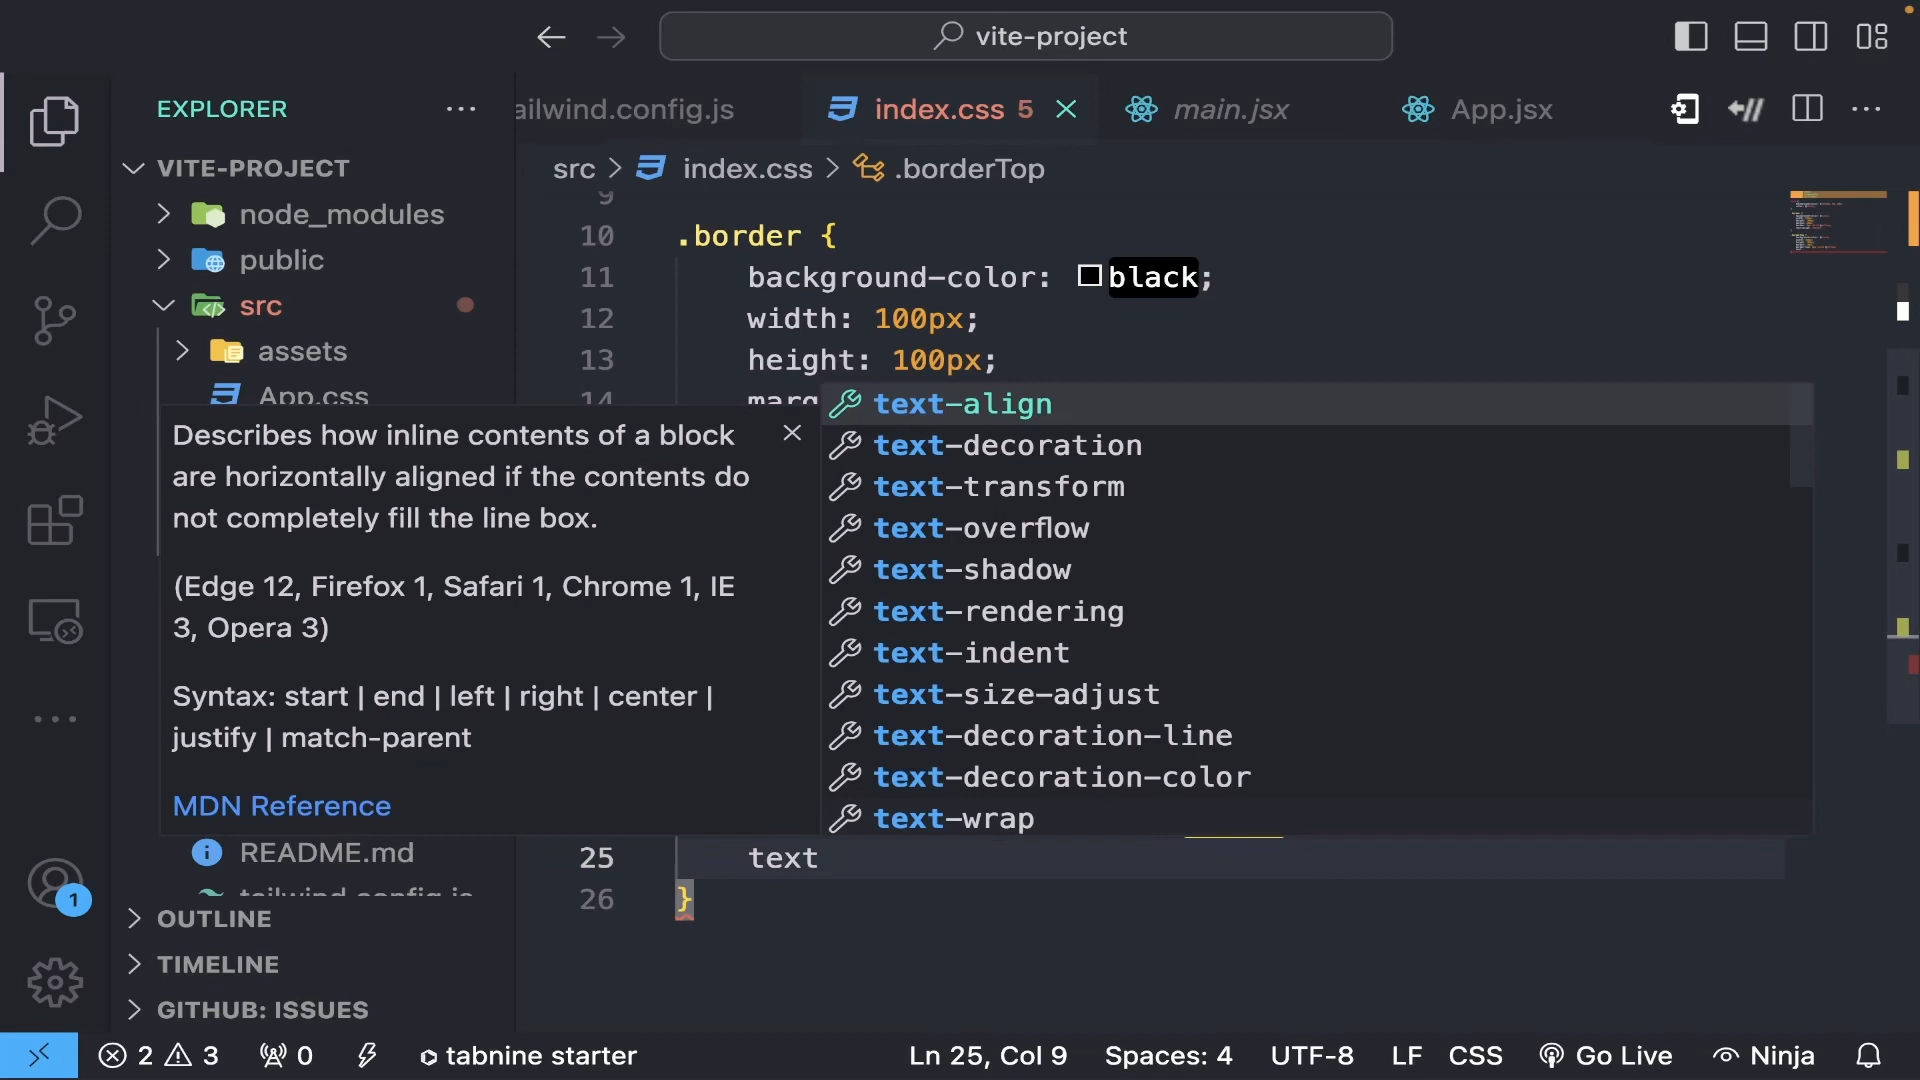 vite-project
EXPLORER
ailwind.config.js
index.css 5
main.jsx
App.jsx
VITE-PROJECT
src > index.css > .borderTop
node_modules
public
src
assets
App.css
9
10 .border {
11 background-color: black;
12 width: 100px;
13 height: 100px;
14 marg
Describes how inline contents of a block
are horizontally aligned if the contents do
not completely fill the line box.
(Edge 12, Firefox 1, Safari 1, Chrome 1, IE
3, Opera 3)
Syntax: start | end | left | right | center |
justify | match-parent
MDN Reference
text-align
text-decoration
text-transform
text-overflow
text-shadow
text-rendering
text-indent
text-size-adjust
text-decoration-line
text-decoration-color
text-wrap
README.md
tailwind.config.js
25 text
26 }
OUTLINE
TIMELINE
GITHUB: ISSUES
1
2 3 0 tabnine starter Ln 25, Col 9 Spaces: 4 UTF-8 LF CSS Go Live Ninja